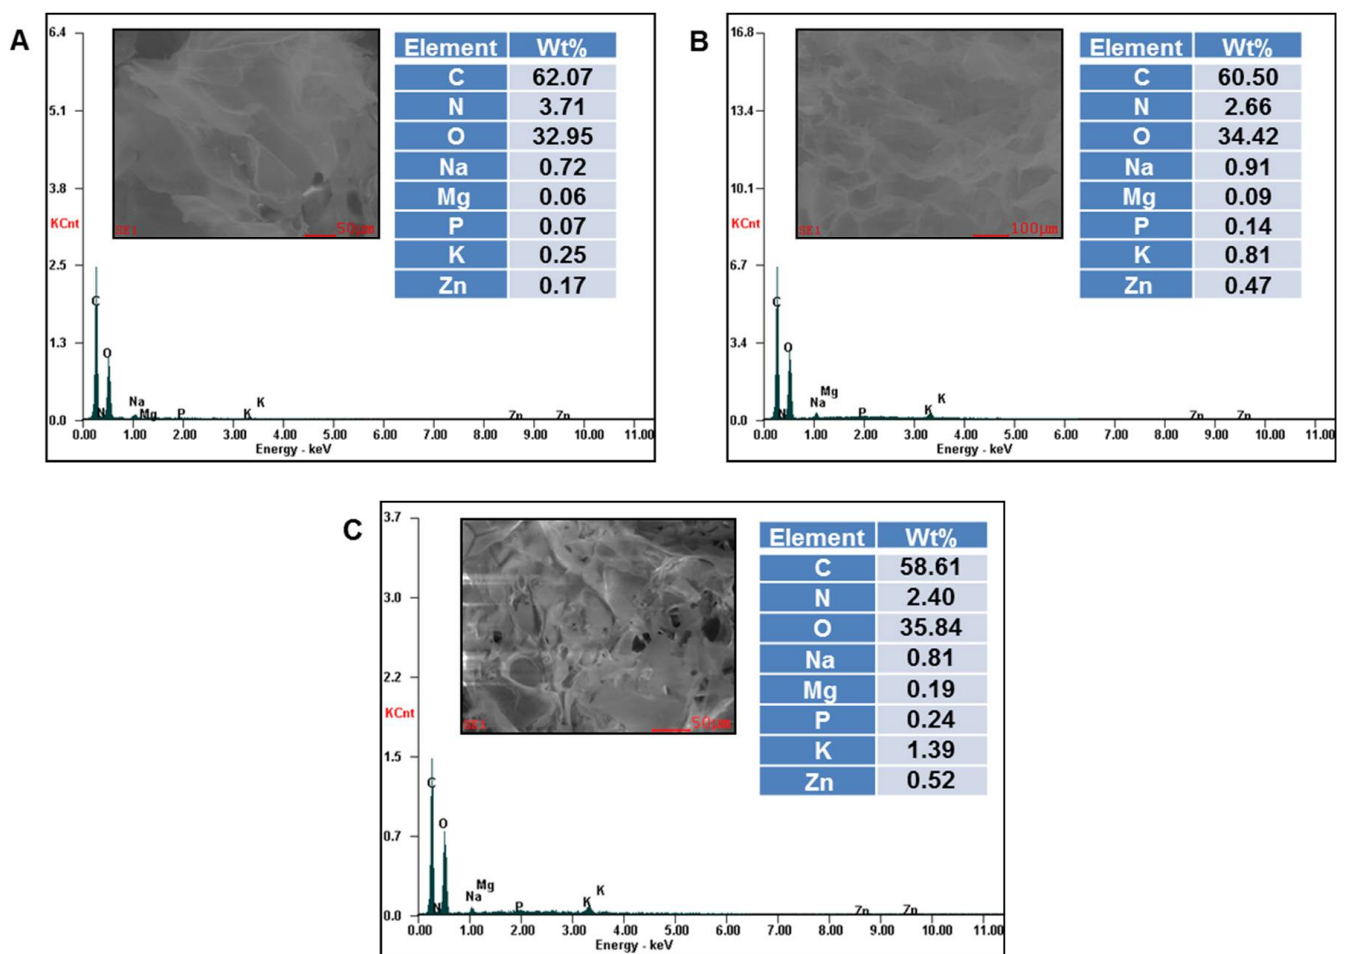 A
6.4
5.1
3.8
KCnt
2.5
1.3
0.0
C
O
N
Na
Mg
P
K
K
Zn
Zn
0.00 1.00 2.00 3.00 4.00 5.00 6.00 7.00 8.00 9.00 10.00 11.00
Energy - keV
SE1 50µm
Element Wt%
C 62.07
N 3.71
O 32.95
Na 0.72
Mg 0.06
P 0.07
K 0.25
Zn 0.17
B
16.8
13.4
10.1
KCnt
6.7
3.4
0.0
C
O
N
Na
Mg
P
K
K
Zn
Zn
0.00 1.00 2.00 3.00 4.00 5.00 6.00 7.00 8.00 9.00 10.00 11.00
Energy - keV
SE1 100µm
Element Wt%
C 60.50
N 2.66
O 34.42
Na 0.91
Mg 0.09
P 0.14
K 0.81
Zn 0.47
C
3.7
3.0
2.2
KCnt
1.5
0.7
0.0
C
O
N
Na
Mg
P
K
K
Zn
Zn
0.00 1.00 2.00 3.00 4.00 5.00 6.00 7.00 8.00 9.00 10.00 11.00
Energy - keV
SE1 50µm
Element Wt%
C 58.61
N 2.40
O 35.84
Na 0.81
Mg 0.19
P 0.24
K 1.39
Zn 0.52